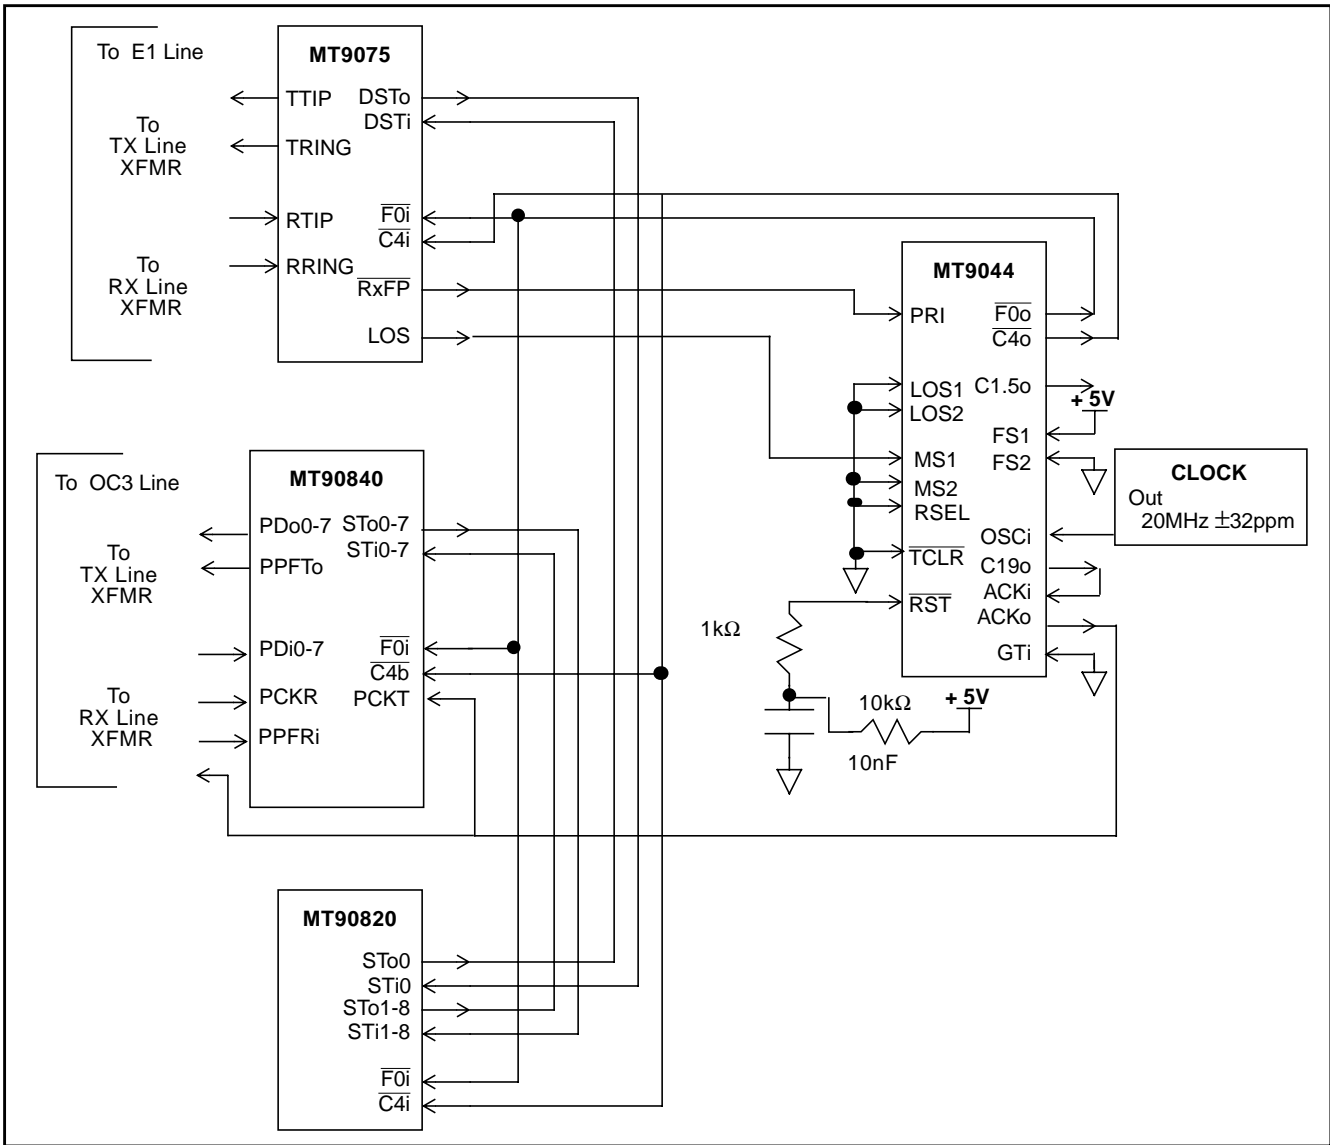 To E1 Line
MT9075
TTIP
DSTo
DSTi
To
TX Line
XFMR
TRING
RTIP
F0i
C4i
To
RX Line
XFMR
RRING
RxFP
LOS
MT9044
PRI
F0o
C4o
LOS1
LOS2
C1.5o
+ 5V
FS1
FS2
MS1
MS2
RSEL
TCLR
RST
CLOCK
Out
20MHz ±32ppm
OSCi
C19o
ACKi
ACKo
GTi
1kΩ
10kΩ
+ 5V
10nF
To OC3 Line
MT90840
PDo0-7
STo0-7
STi0-7
To
TX Line
XFMR
PPFTo
PDi0-7
F0i
C4b
PCKT
To
RX Line
XFMR
PCKR
PPFRi
MT90820
STo0
STi0
STo1-8
STi1-8
F0i
C4i